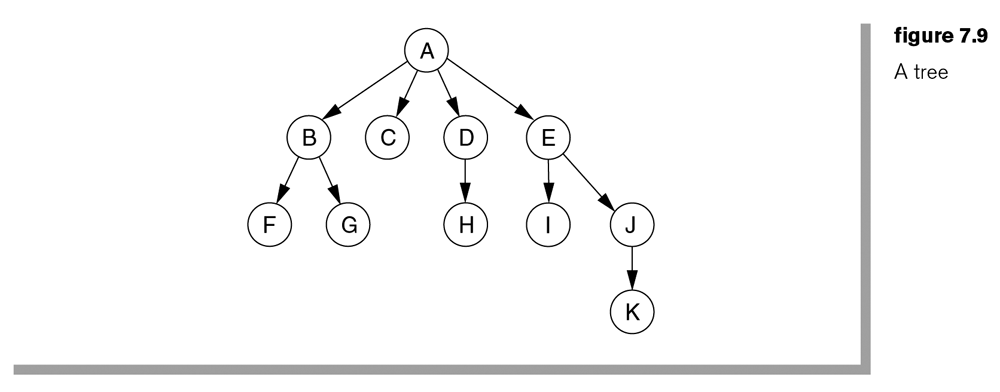 figure 7.9
A tree
A
B C D E
F G H I J
K